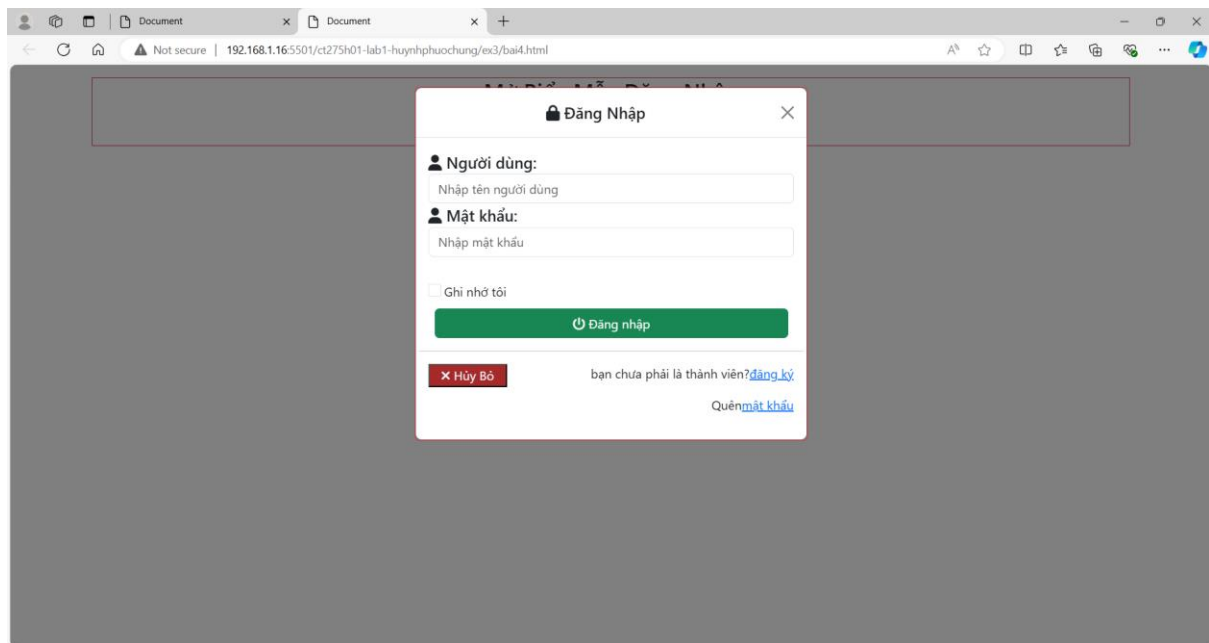 Document
Document
Not secure | 192.168.1.16:5501/ct275h01-lab1-huynhphuochung/ex3/bai4.html
Đăng Nhập
Người dùng:
Nhập tên người dùng
Mật khẩu:
Nhập mật khẩu
Ghi nhớ tôi
Đăng nhập
Hủy Bỏ
bạn chưa phải là thành viên?đăng ký
Quênmật khẩu